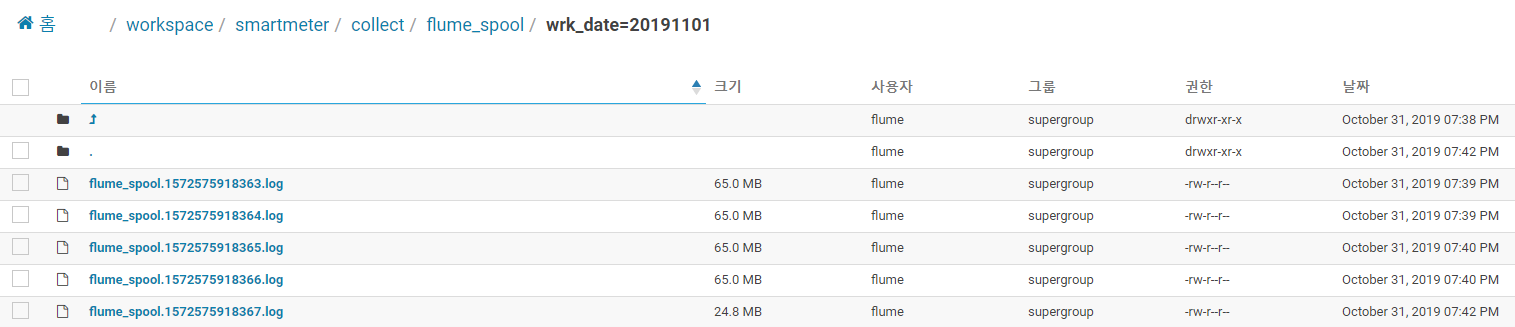 홈 / workspace / smartmeter / collect / flume_spool / wrk_date=20191101
이름 크기 사용자 그룹 권한 날짜
flume supergroup drwxr-xr-x October 31, 2019 07:38 PM
. flume supergroup drwxr-xr-x October 31, 2019 07:42 PM
flume_spool.1572575918363.log 65.0 MB flume supergroup -rw-r--r-- October 31, 2019 07:39 PM
flume_spool.1572575918364.log 65.0 MB flume supergroup -rw-r--r-- October 31, 2019 07:39 PM
flume_spool.1572575918365.log 65.0 MB flume supergroup -rw-r--r-- October 31, 2019 07:40 PM
flume_spool.1572575918366.log 65.0 MB flume supergroup -rw-r--r-- October 31, 2019 07:40 PM
flume_spool.1572575918367.log 24.8 MB flume supergroup -rw-r--r-- October 31, 2019 07:42 PM